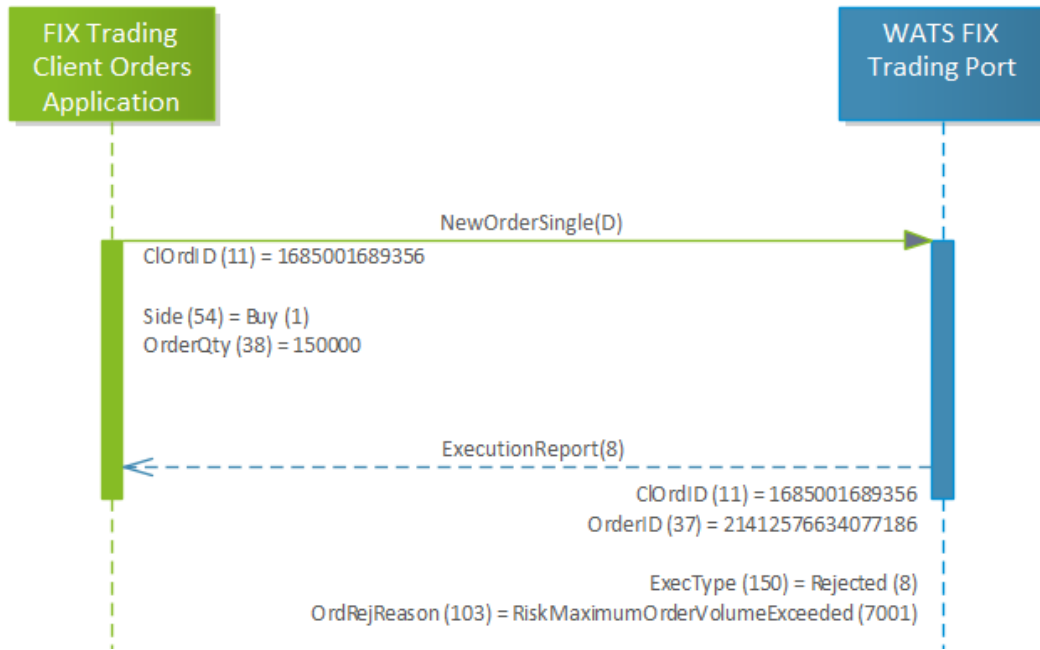 FIX Trading
Client Orders
Application
WATS FIX
Trading Port
NewOrderSingle(D)
ClOrdID (11) = 1685001689356
Side (54) = Buy (1)
OrderQty (38) = 150000
ExecutionReport(8)
ClOrdID (11) = 1685001689356
OrderID (37) = 21412576634077186
ExecType (150) = Rejected (8)
OrdRejReason (103) = RiskMaximumOrderVolumeExceeded (7001)